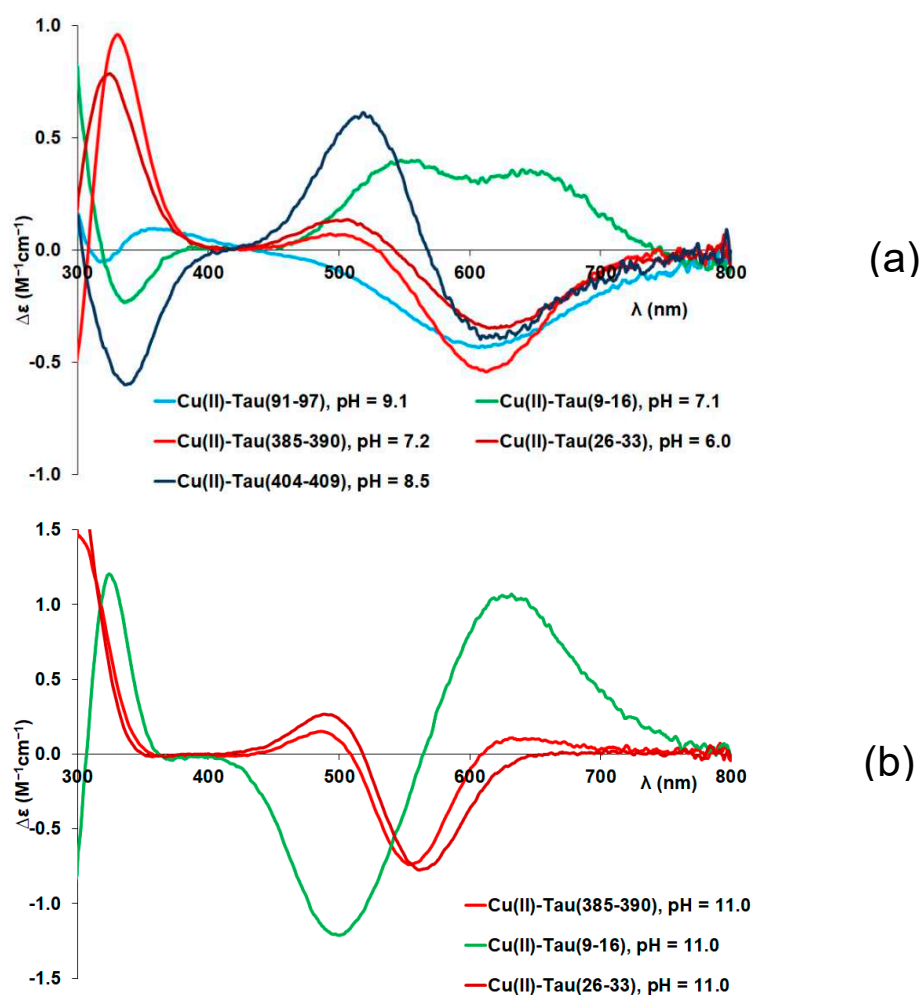 1.0
0.5
0.0
-0.5
-1.0
Δε (M⁻¹cm⁻¹)
300 400 500 600 700 800
λ (nm)
(a)
Cu(II)-Tau(91-97), pH = 9.1 Cu(II)-Tau(9-16), pH = 7.1
Cu(II)-Tau(385-390), pH = 7.2 Cu(II)-Tau(26-33), pH = 6.0
Cu(II)-Tau(404-409), pH = 8.5
1.5
1.0
0.5
0.0
-0.5
-1.0
-1.5
Δε (M⁻¹cm⁻¹)
300 400 500 600 700 800
λ (nm)
(b)
Cu(II)-Tau(385-390), pH = 11.0
Cu(II)-Tau(9-16), pH = 11.0
Cu(II)-Tau(26-33), pH = 11.0